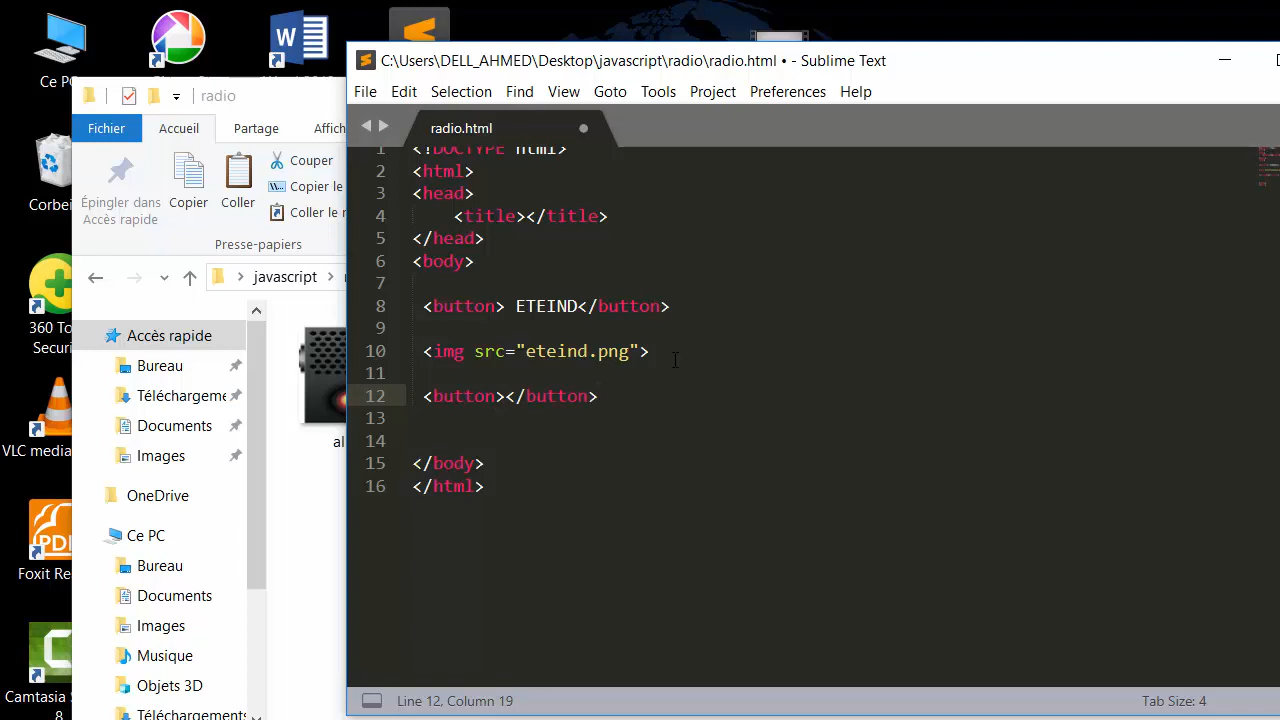 Ce PC
Corbei
360 To
Securi
VLC media
Foxit Re
PDF
Camtasia S
8
radio
Fichier
Accueil
Partage
Affich
Épingler dans
Accès rapide
Copier
Coller
Couper
Copier le
Coller le r
Presse-papiers
javascript
Accès rapide
Bureau
Téléchargeme
Documents
Images
OneDrive
Ce PC
Bureau
Documents
Images
Musique
Objets 3D
Téléchargements
al
C:\Users\DELL_AHMED\Desktop\javascript\radio\radio.html • - Sublime Text
File Edit Selection Find View Goto Tools Project Preferences Help
radio.html
1 <!DOCTYPE html>
2 <html>
3 <head>
4 <title></title>
5 </head>
6 <body>
7
8 <button> ETEIND</button>
9
10 <img src="eteind.png">
11
12 <button></button>
13
14
15 </body>
16 </html>
Line 12, Column 19
Tab Size: 4